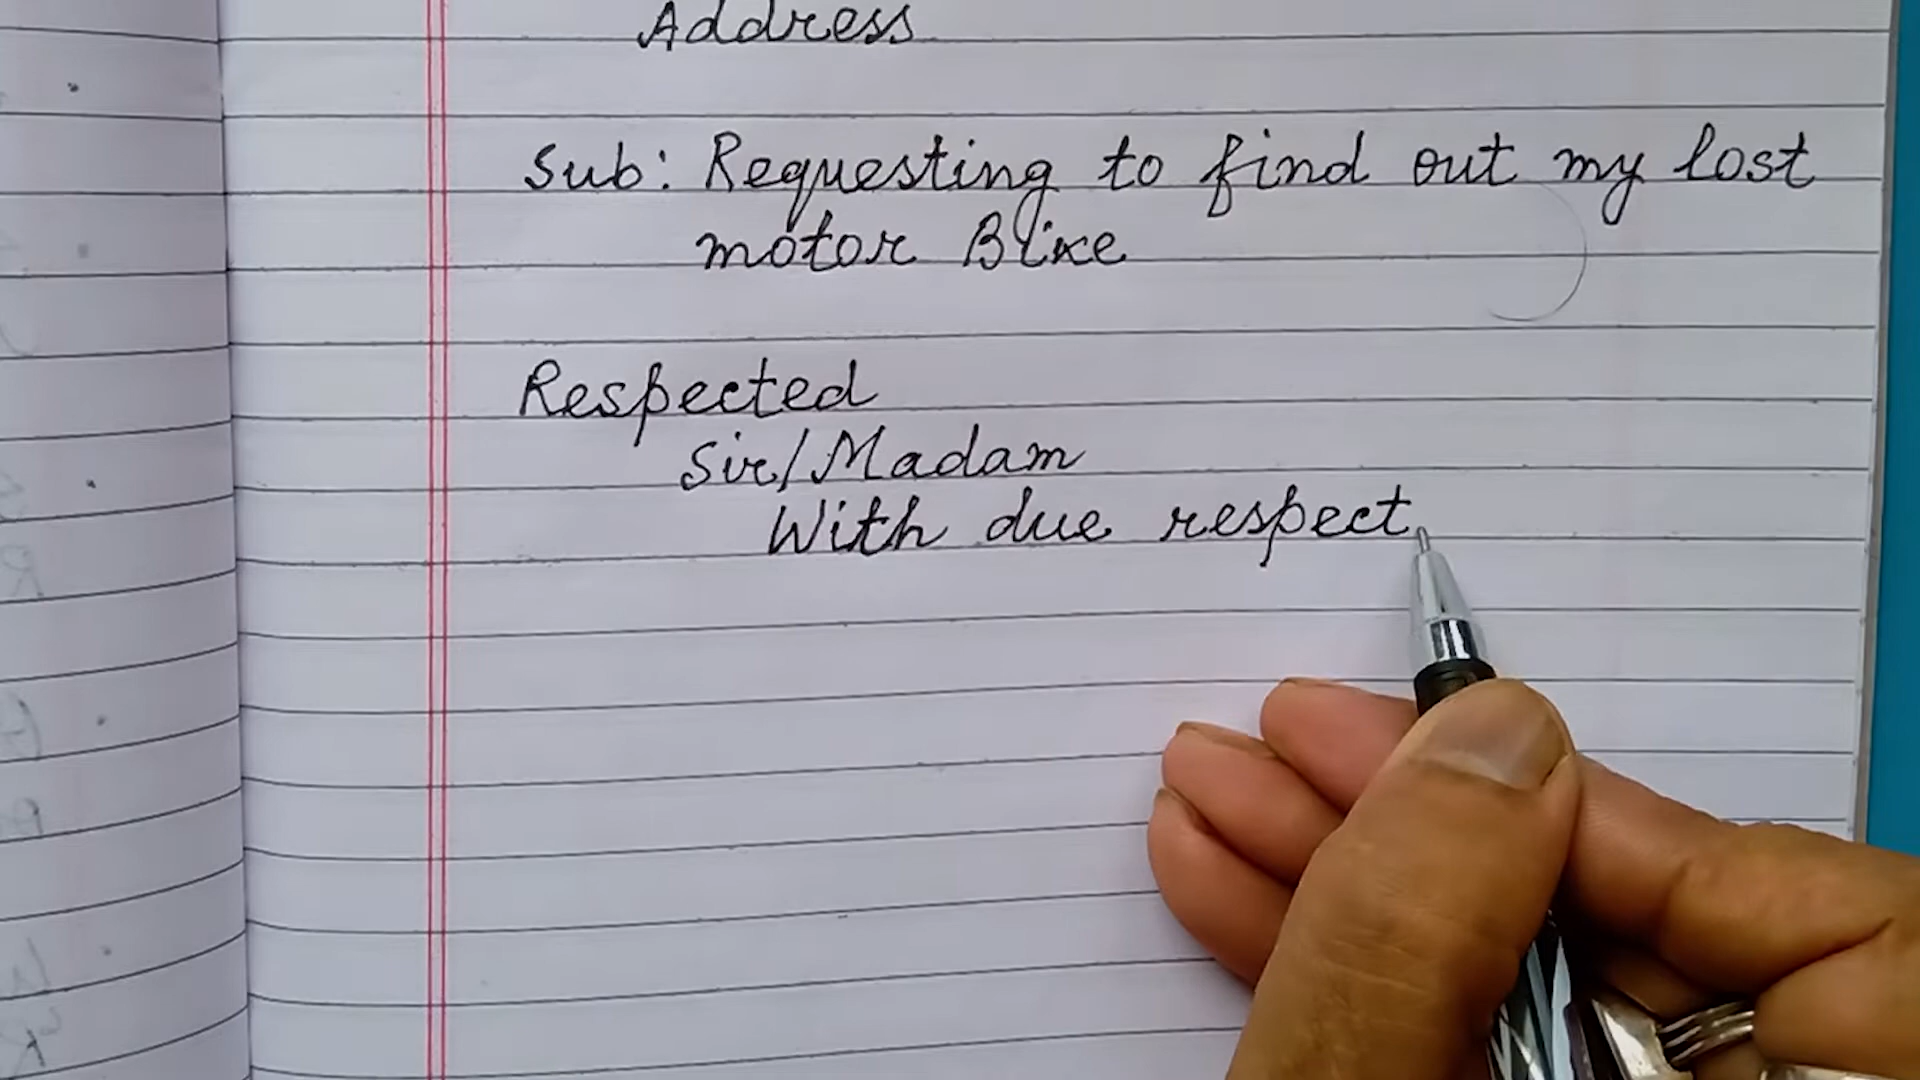 Address
Sub: Requesting to find out my lost
motor Bike
Respected
Sir/Madam
With due respect,